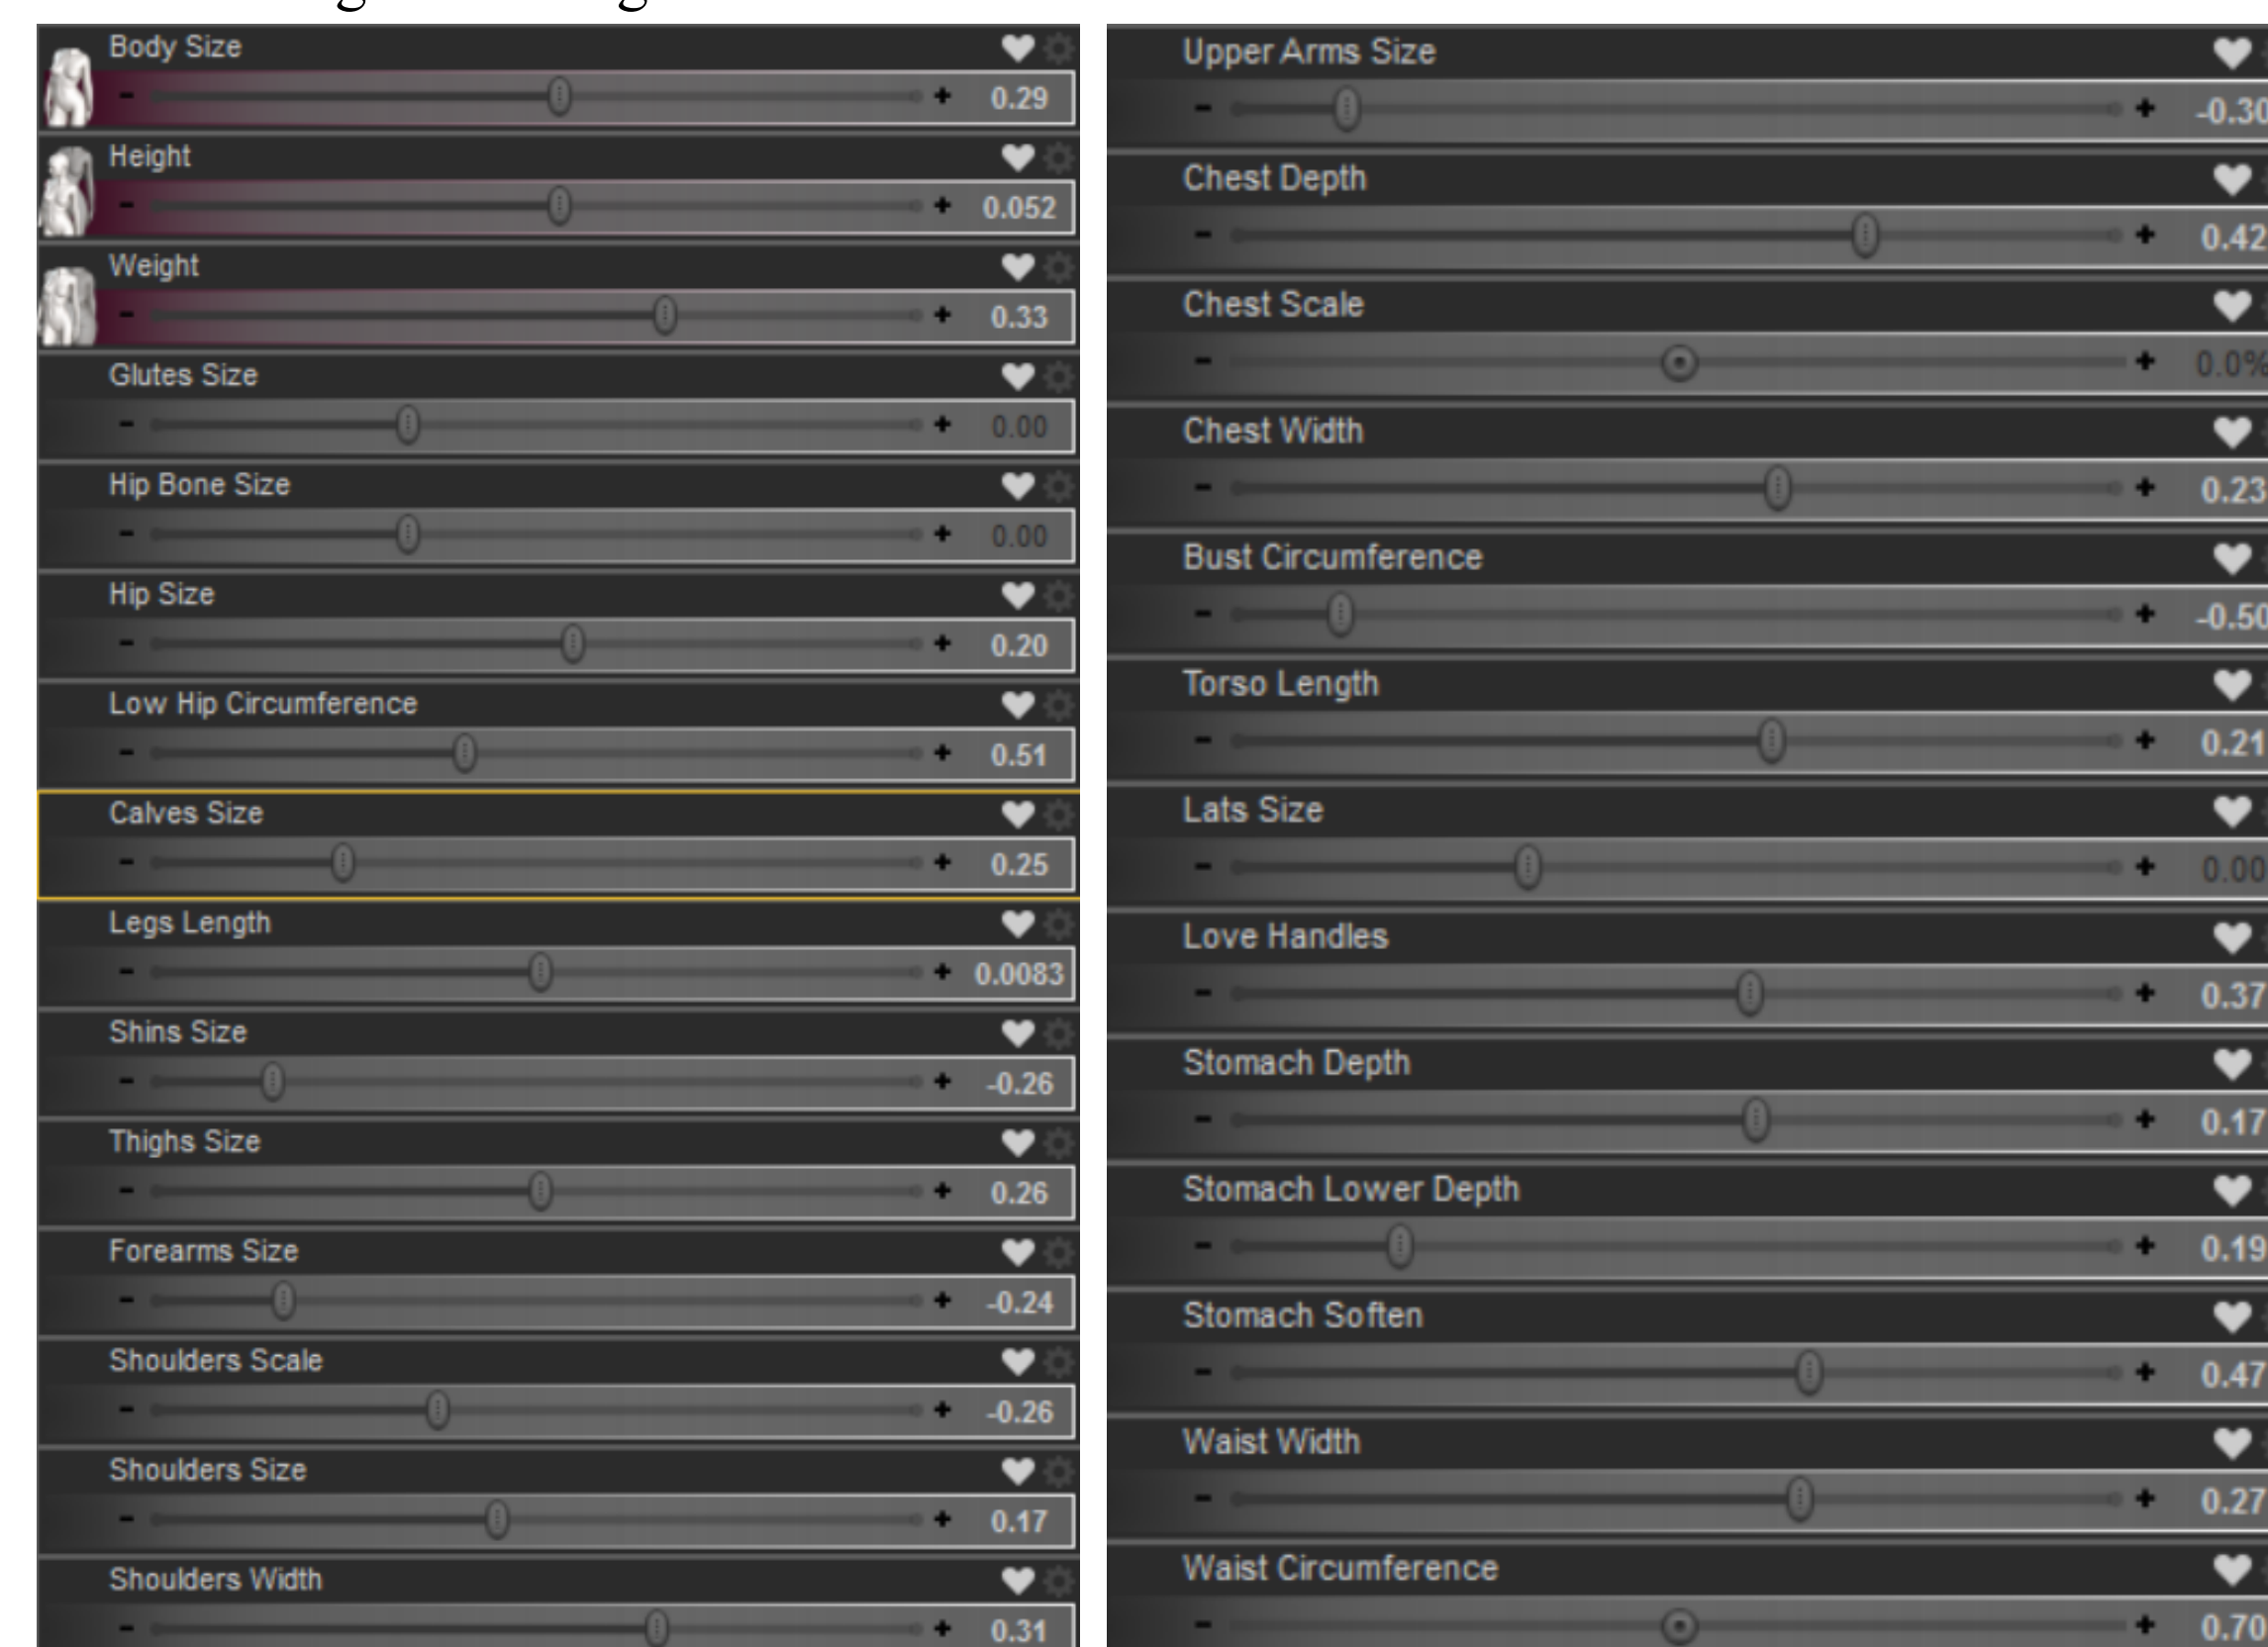 Body Size
- + 0.29
Height
- + 0.052
Weight
- + 0.33
Glutes Size
- + 0.00
Hip Bone Size
- + 0.00
Hip Size
- + 0.20
Low Hip Circumference
- + 0.51
Calves Size
- + 0.25
Legs Length
- + 0.0083
Shins Size
- + -0.26
Thighs Size
- + 0.26
Forearms Size
- + -0.24
Shoulders Scale
- + -0.26
Shoulders Size
- + 0.17
Shoulders Width
- + 0.31
Upper Arms Size
- + -0.30
Chest Depth
- + 0.42
Chest Scale
- + 0.0%
Chest Width
- + 0.23
Bust Circumference
- + -0.50
Torso Length
- + 0.21
Lats Size
- + 0.00
Love Handles
- + 0.37
Stomach Depth
- + 0.17
Stomach Lower Depth
- + 0.19
Stomach Soften
- + 0.47
Waist Width
- + 0.27
Waist Circumference
- + 0.70